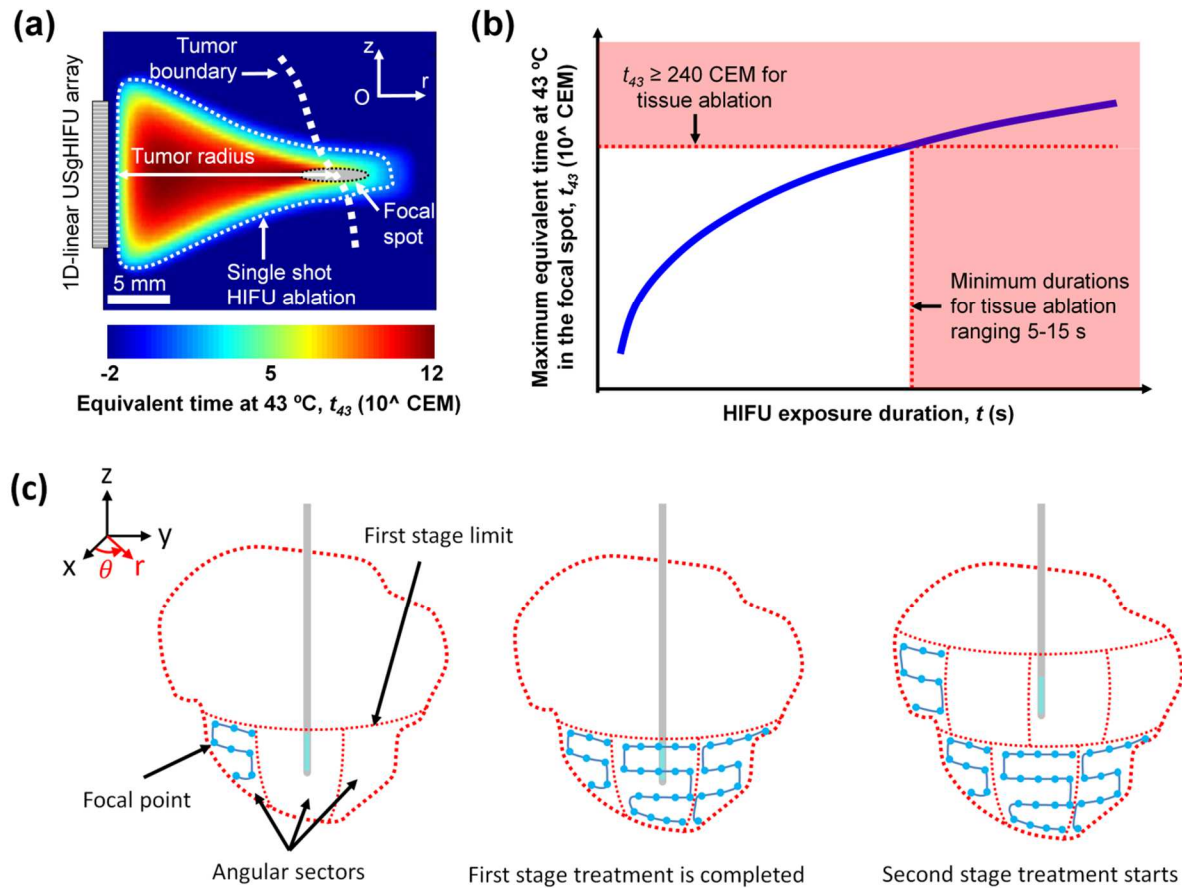 (a)
Tumor
boundary
z
r
O
1D-linear USgHIFU array
Tumor radius
Focal
spot
Single shot
HIFU ablation
5 mm
-2
5
12
Equivalent time at 43 ºC, t43 (10^ CEM)
(b)
Maximum equivalent time at 43 ºC
in the focal spot, t43 (10^ CEM)
t43 ≥ 240 CEM for
tissue ablation
Minimum durations
for tissue ablation
ranging 5-15 s
HIFU exposure duration, t (s)
(c)
z
y
x
θ
r
First stage limit
Focal point
Angular sectors
First stage treatment is completed
Second stage treatment starts